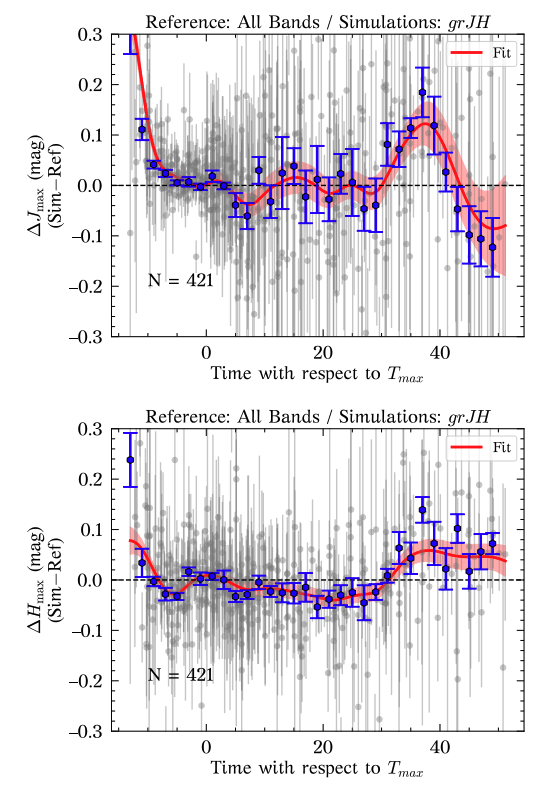 Reference: All Bands / Simulations: grJH
0.3
0.2
0.1
0.0
−0.1
−0.2
−0.3
ΔJmax (mag)
(Sim−Ref)
Fit
N = 421
0 20 40
Time with respect to Tmax
Reference: All Bands / Simulations: grJH
0.3
0.2
0.1
0.0
−0.1
−0.2
−0.3
ΔHmax (mag)
(Sim−Ref)
Fit
N = 421
0 20 40
Time with respect to Tmax